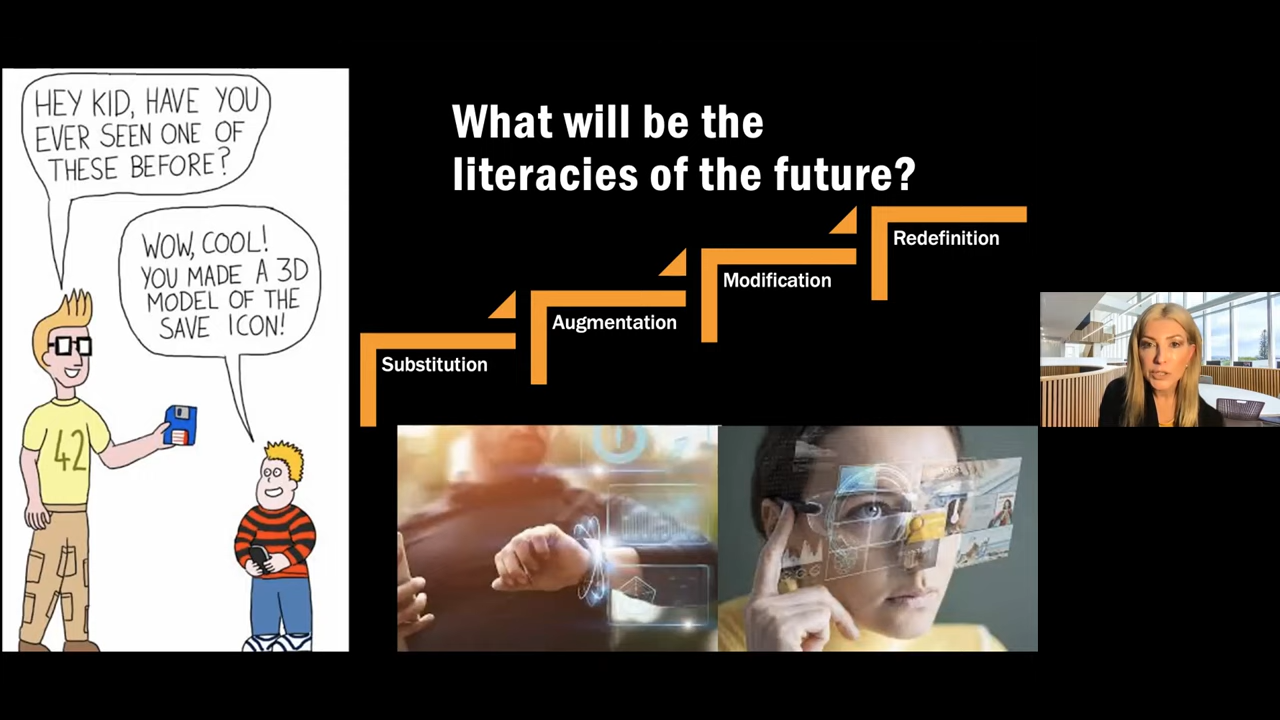 HEY KID, HAVE YOU
EVER SEEN ONE OF
THESE BEFORE?
WOW, COOL!
YOU MADE A 3D
MODEL OF THE
SAVE ICON!
42
What will be the
literacies of the future?
Substitution
Augmentation
Modification
Redefinition